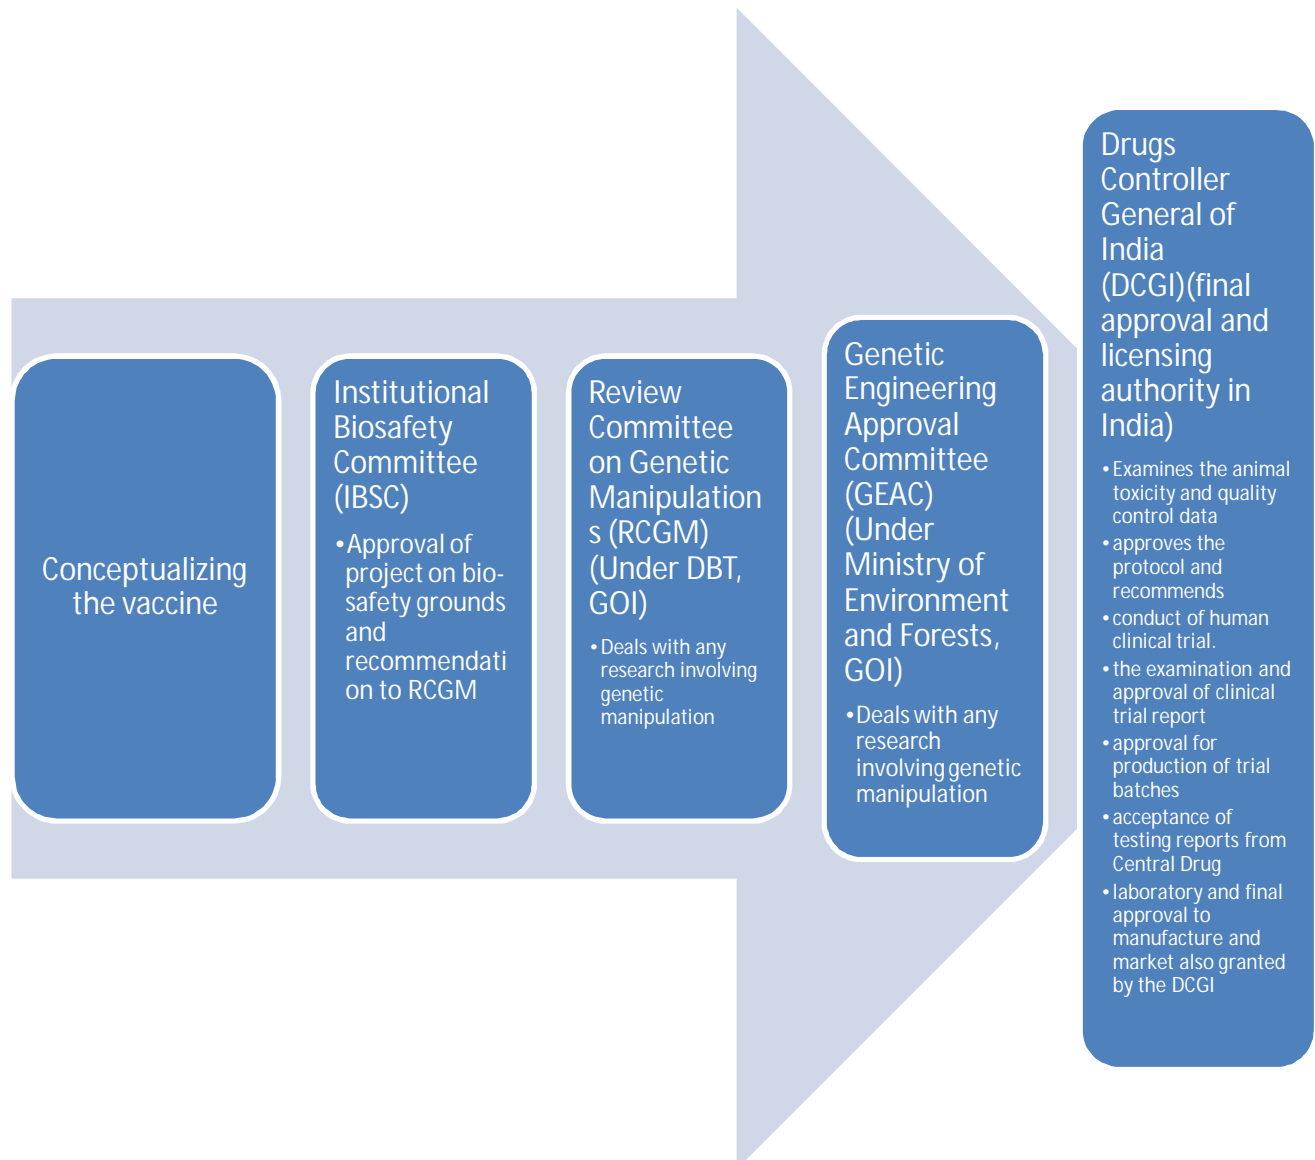 Conceptualizing
the vaccine
Institutional
Biosafety
Committee
(IBSC)
•Approval of
project on bio-
safety grounds
and
recommendati
on to RCGM
Review
Committee
on Genetic
Manipulation
s (RCGM)
(Under DBT,
GOI)
•Deals with any
research involving
genetic
manipulation
Genetic
Engineering
Approval
Committee
(GEAC)
(Under
Ministry of
Environment
and Forests,
GOI)
•Deals with any
research
involving genetic
manipulation
Drugs
Controller
General of
India
(DCGI)(final
approval and
licensing
authority in
India)
•Examines the animal
toxicity and quality
control data
•approves the
protocol and
recommends
•conduct of human
clinical trial.
•the examination and
approval of clinical
trial report
•approval for
production of trial
batches
•acceptance of
testing reports from
Central Drug
•laboratory and final
approval to
manufacture and
market also granted
by the DCGI